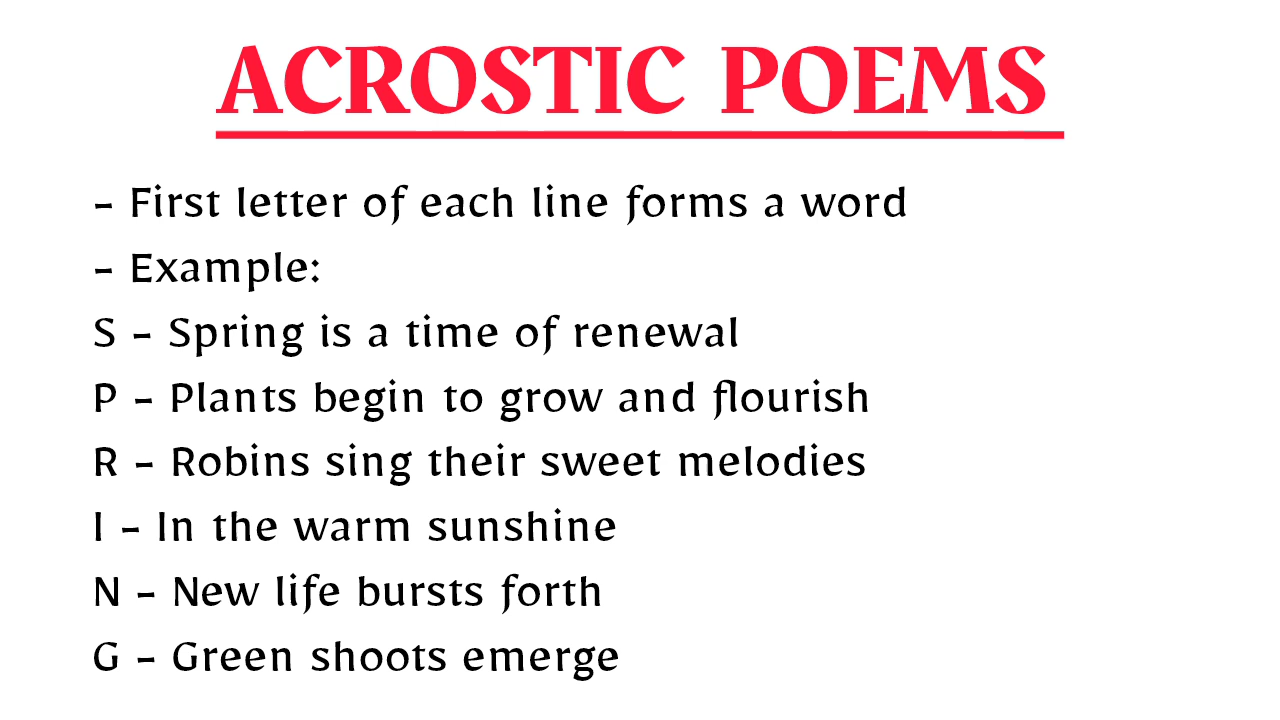 ACROSTIC POEMS
– First letter of each line forms a word
– Example:
S – Spring is a time of renewal
P – Plants begin to grow and flourish
R – Robins sing their sweet melodies
I – In the warm sunshine
N – New life bursts forth
G – Green shoots emerge